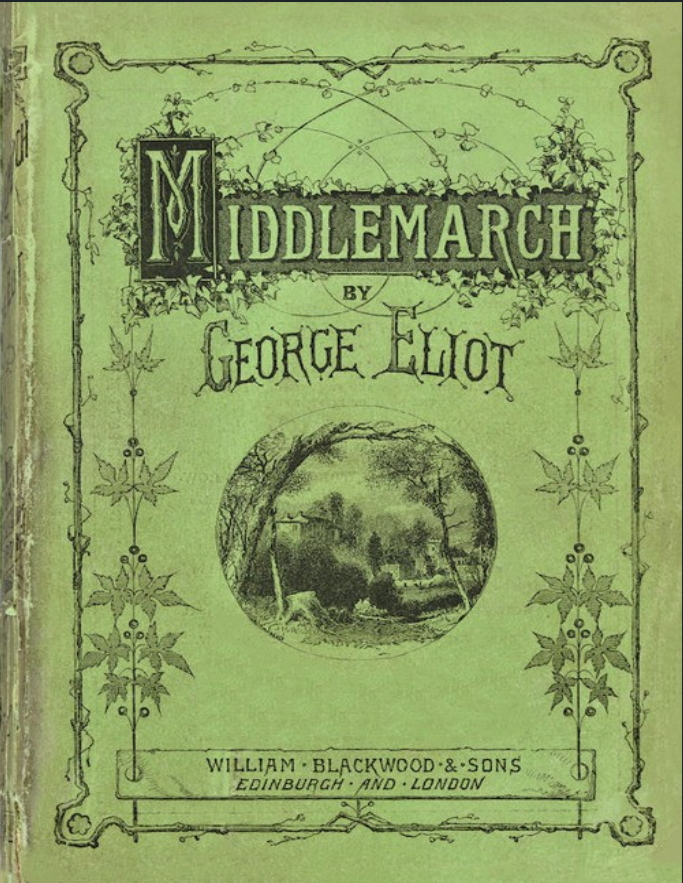 MIDDLEMARCH
BY
GEORGE ELIOT
WILLIAM · BLACKWOOD · & · SONS
EDINBURGH · AND · LONDON